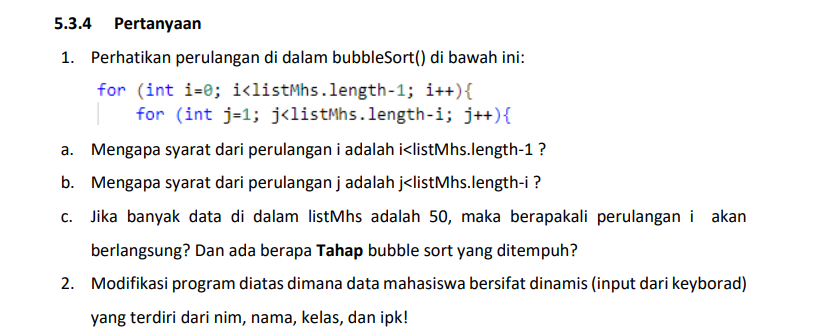 5.3.4 Pertanyaan
1. Perhatikan perulangan di dalam bubbleSort() di bawah ini:
for (int i=0; i<listMhs.length-1; i++){
for (int j=1; j<listMhs.length-i; j++){
a. Mengapa syarat dari perulangan i adalah i<listMhs.length-1 ?
b. Mengapa syarat dari perulangan j adalah j<listMhs.length-i ?
c. Jika banyak data di dalam listMhs adalah 50, maka berapakali perulangan i akan
berlangsung? Dan ada berapa Tahap bubble sort yang ditempuh?
2. Modifikasi program diatas dimana data mahasiswa bersifat dinamis (input dari keyborad)
yang terdiri dari nim, nama, kelas, dan ipk!